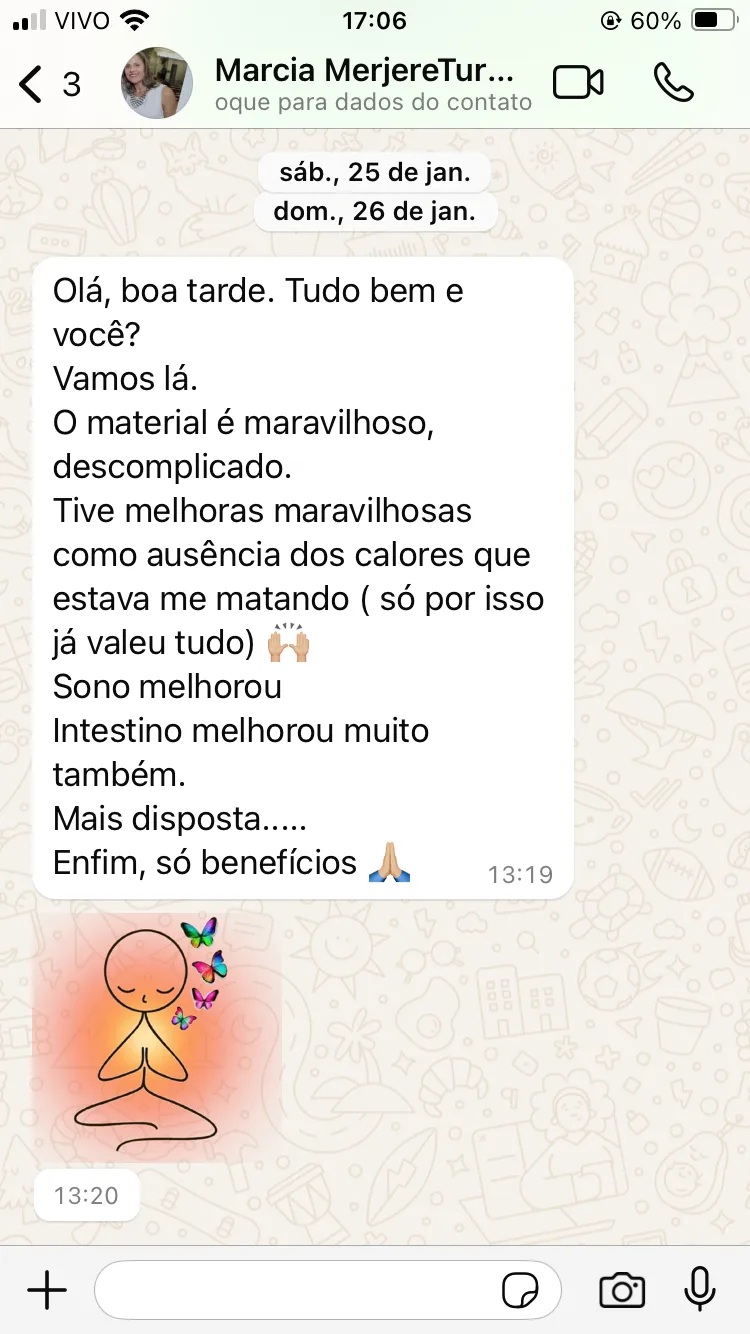 VIVO 17:06 60%
3 Marcia MerjereTur...
oque para dados do contato
sáb., 25 de jan.
dom., 26 de jan.
Olá, boa tarde. Tudo bem e
você?
Vamos lá.
O material é maravilhoso,
descomplicado.
Tive melhoras maravilhosas
como ausência dos calores que
estava me matando ( só por isso
já valeu tudo) 🙌🏼
Sono melhorou
Intestino melhorou muito
também.
Mais disposta.....
Enfim, só benefícios 🙏🏼 13:19
13:20